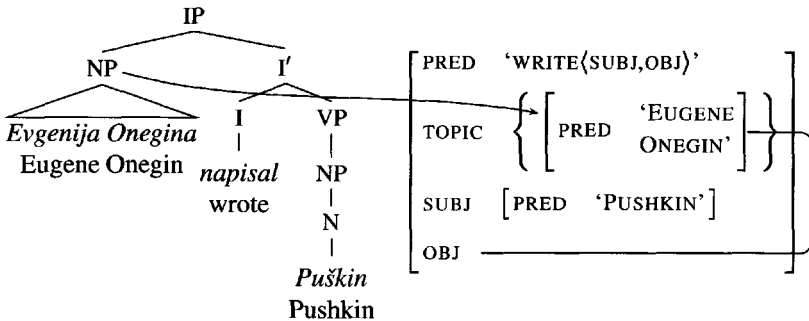 IP
NP
I′
Evgenija Onegina
Eugene Onegin
I
VP
napisal
wrote
NP
N
Puškin
Pushkin
PRED ‘WRITE⟨SUBJ,OBJ⟩’
TOPIC { [ PRED ‘EUGENE
ONEGIN’ ] }
SUBJ [PRED ‘PUSHKIN’]
OBJ